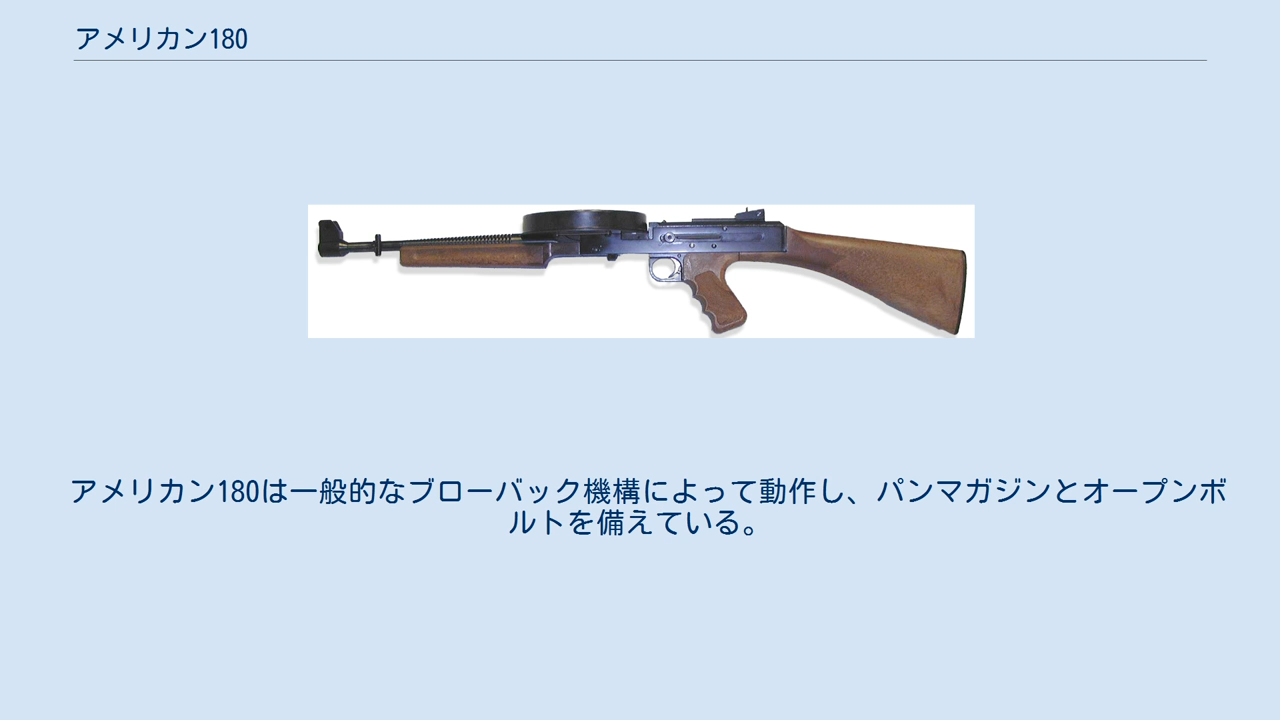 アメリカン180
アメリカン180は一般的なブローバック機構によって動作し、パンマガジンとオープンボ
ルトを備えている。